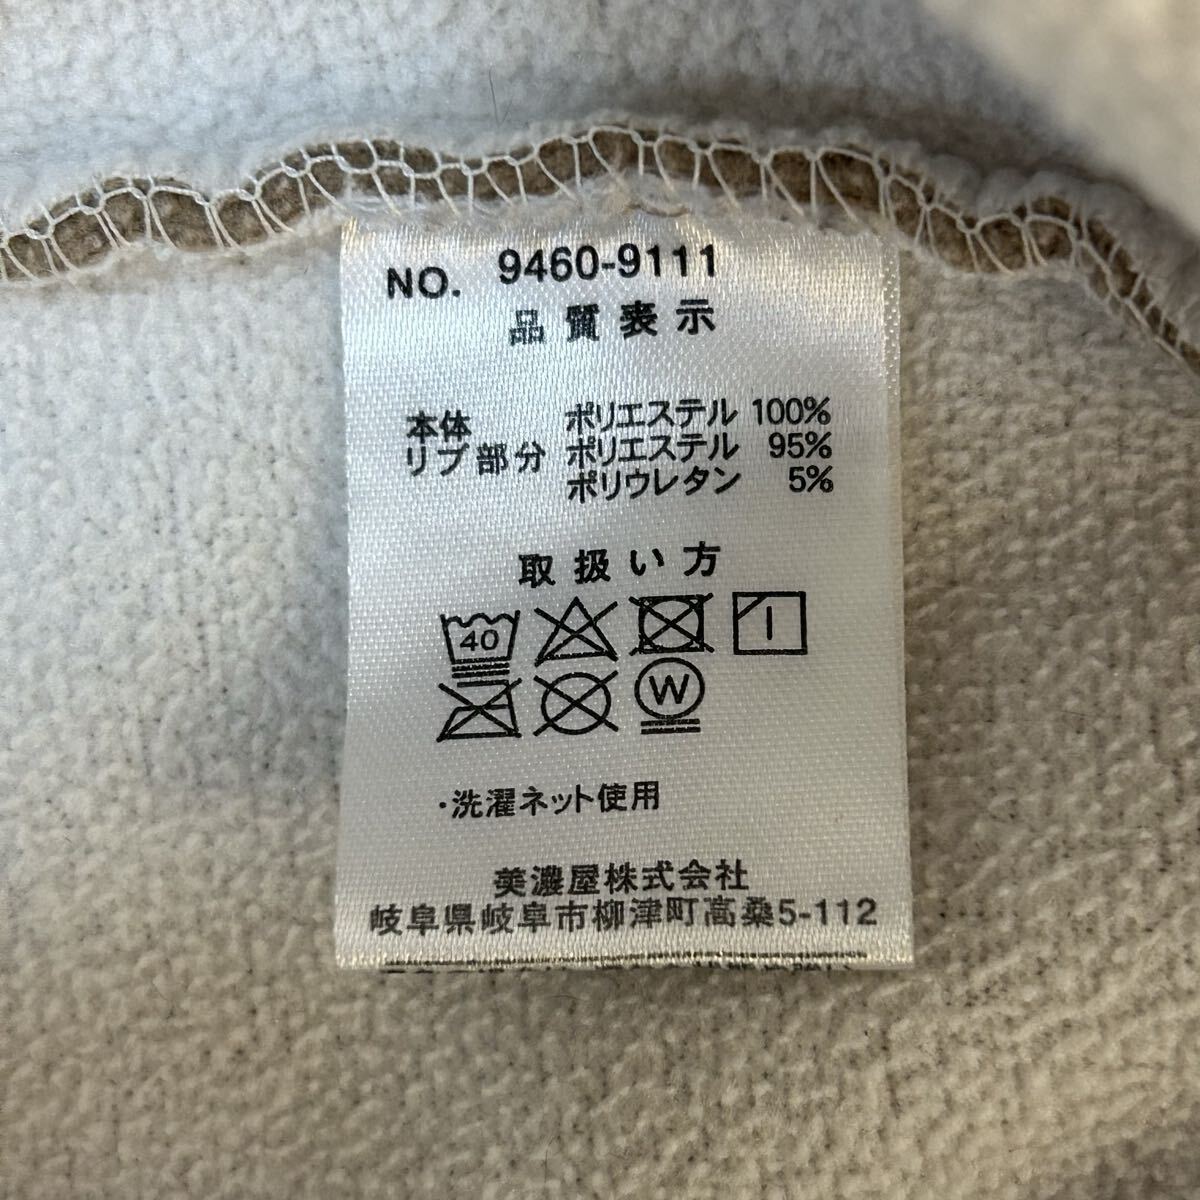 NO. 9460-9111
品質表示
本体 ポリエステル 100%
リブ部分 ポリエステル 95%
ポリウレタン 5%
取扱い方
40
W
・洗濯ネット使用
美濃屋株式会社
岐阜県岐阜市柳津町高桑5-112